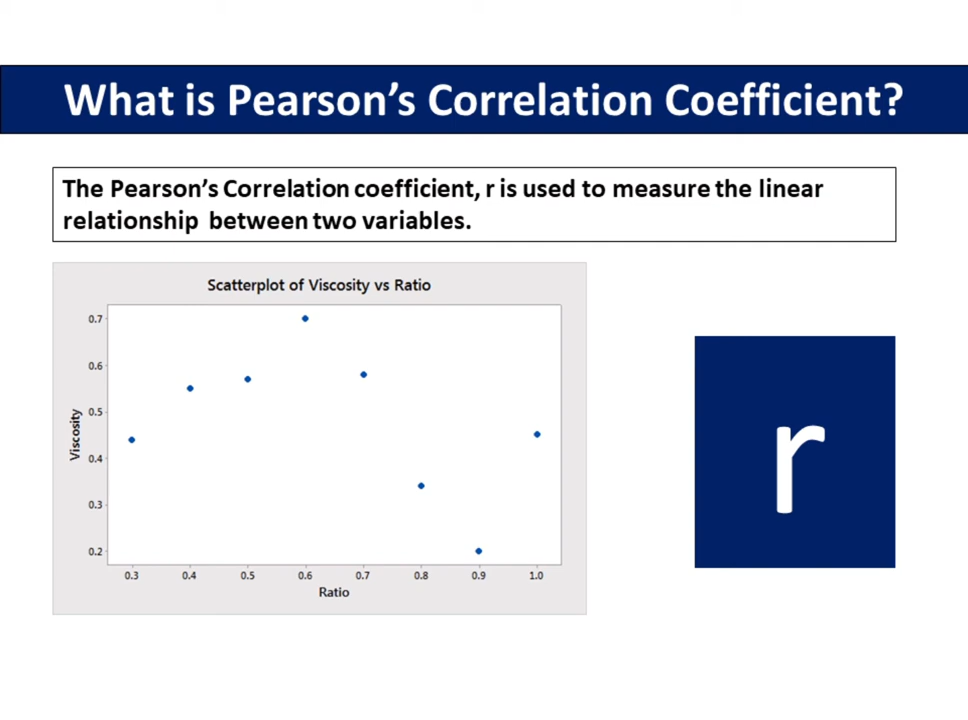 What is Pearson's Correlation Coefficient?
The Pearson's Correlation coefficient, r is used to measure the linear
relationship between two variables.
Scatterplot of Viscosity vs Ratio
0.7
0.6
0.5
0.4
0.3
0.2
Viscosity
0.3 0.4 0.5 0.6 0.7 0.8 0.9 1.0
Ratio
r